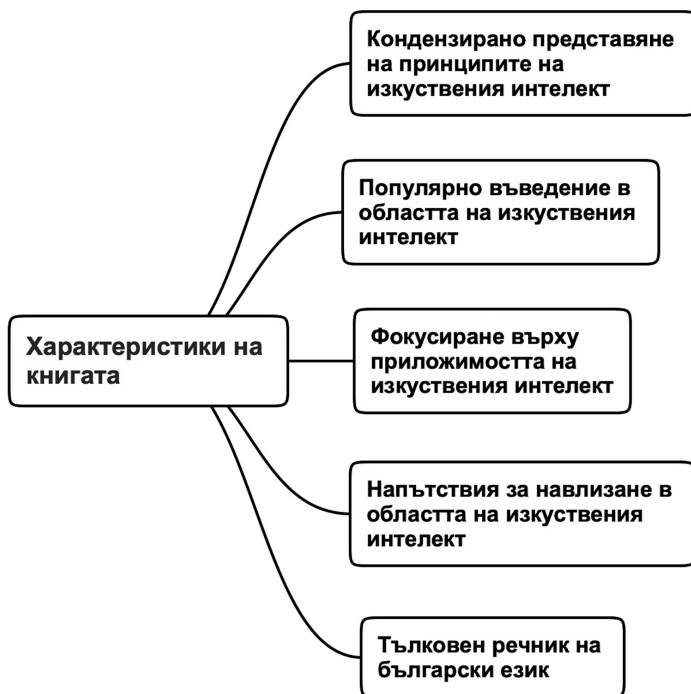 Кондензирано представяне
на принципите на
изкуствения интелект
Популярно въведение в
областта на изкуствения
интелект
Характеристики на
книгата
Фокусиране върху
приложимостта на
изкуствения интелект
Напътствия за навлизане в
областта на изкуствения
интелект
Тълковен речник на
български език